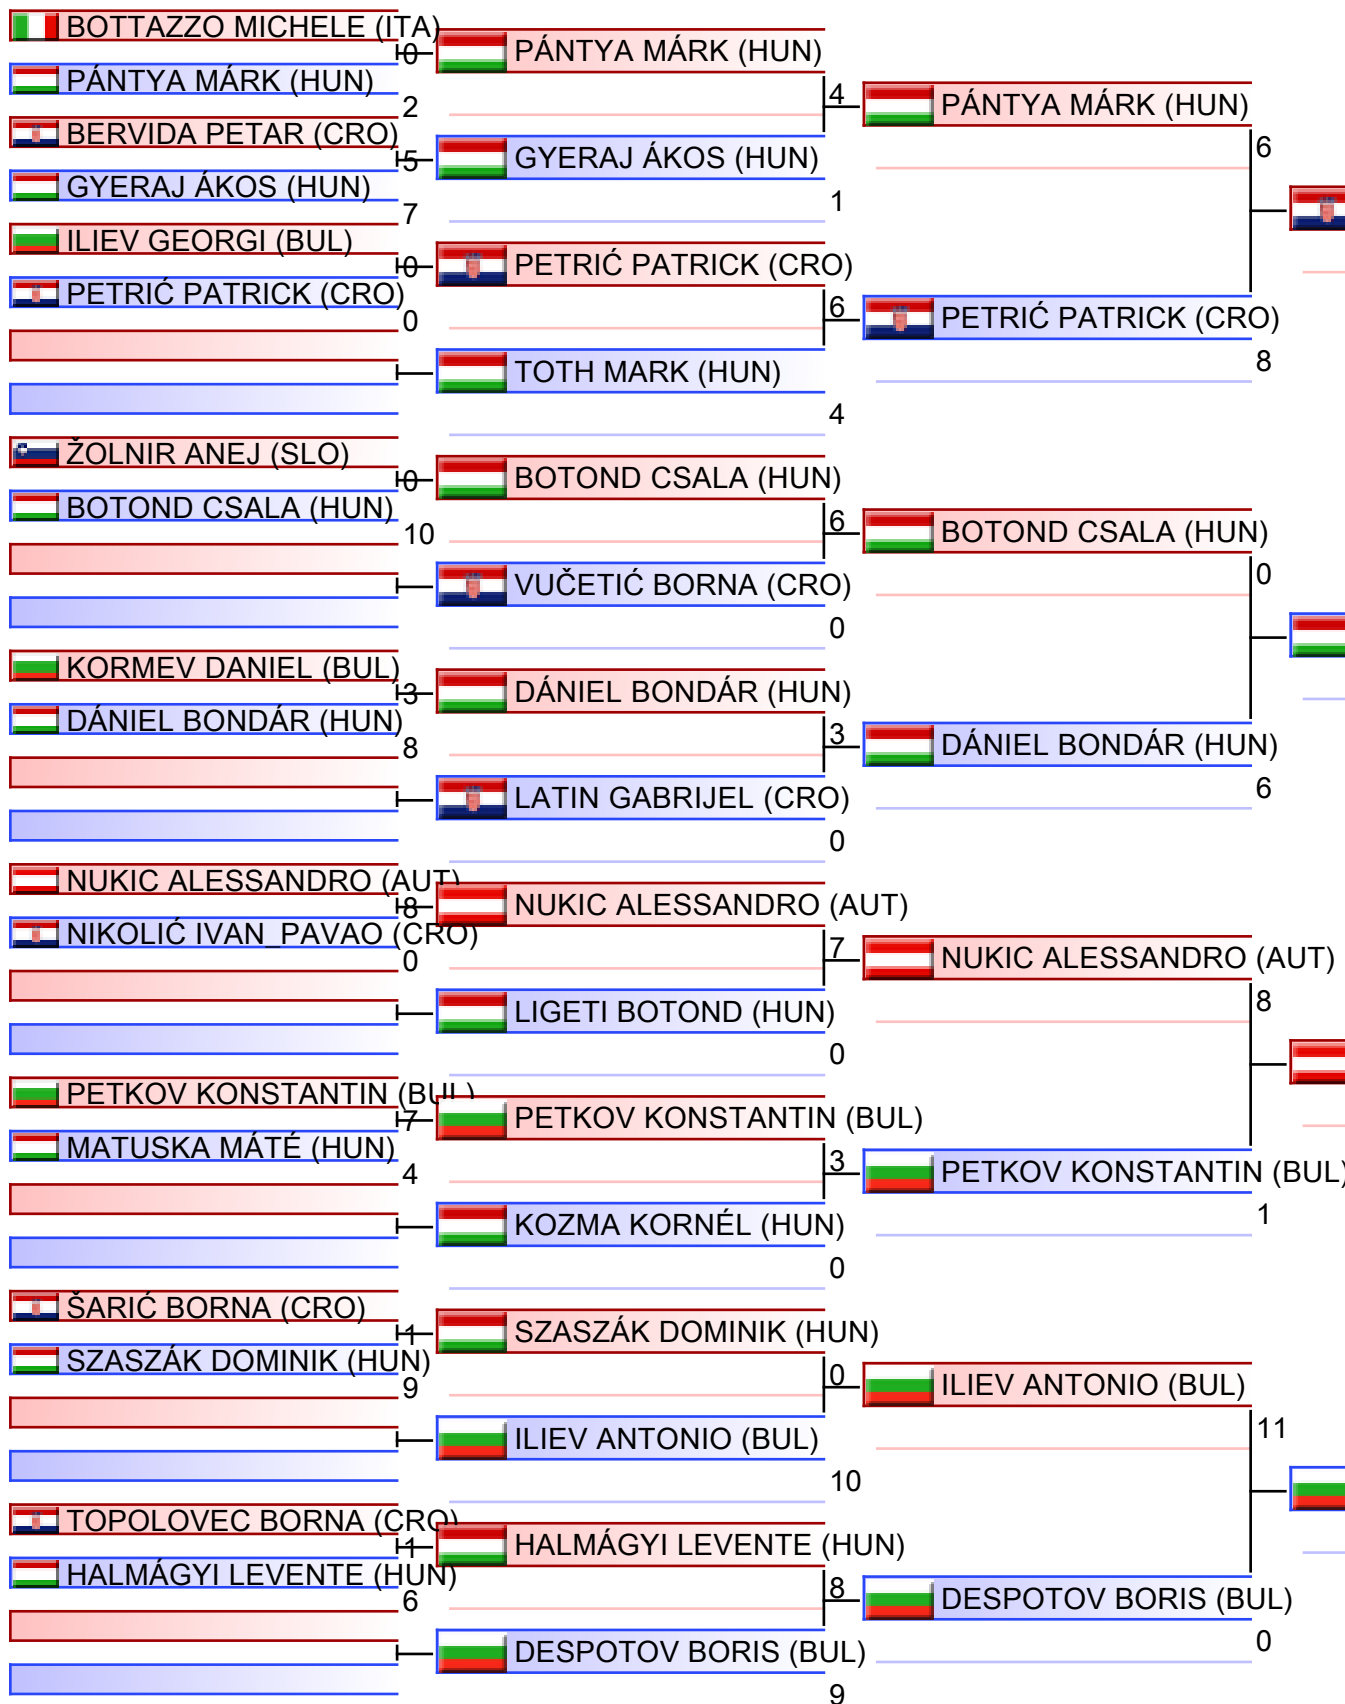 BOTTAZZO MICHELE (ITA)
0
PÁNTYA MÁRK (HUN)
2
BERVIDA PETAR (CRO)
5
GYERAJ ÁKOS (HUN)
7
ILIEV GEORGI (BUL)
0
PETRIĆ PATRICK (CRO)
0
ŽOLNIR ANEJ (SLO)
0
BOTOND CSALA (HUN)
10
KORMEV DANIEL (BUL)
3
DÁNIEL BONDÁR (HUN)
8
NUKIC ALESSANDRO (AUT)
8
NIKOLIĆ IVAN_PAVAO (CRO)
0
PETKOV KONSTANTIN (BUL)
7
MATUSKA MÁTÉ (HUN)
4
ŠARIĆ BORNA (CRO)
1
SZASZÁK DOMINIK (HUN)
9
TOPOLOVEC BORNA (CRO)
1
HALMÁGYI LEVENTE (HUN)
6
PÁNTYA MÁRK (HUN)
4
GYERAJ ÁKOS (HUN)
1
PETRIĆ PATRICK (CRO)
6
TOTH MARK (HUN)
4
BOTOND CSALA (HUN)
6
VUČETIĆ BORNA (CRO)
0
DÁNIEL BONDÁR (HUN)
3
LATIN GABRIJEL (CRO)
0
NUKIC ALESSANDRO (AUT)
7
LIGETI BOTOND (HUN)
0
PETKOV KONSTANTIN (BUL)
3
KOZMA KORNÉL (HUN)
0
SZASZÁK DOMINIK (HUN)
0
ILIEV ANTONIO (BUL)
10
HALMÁGYI LEVENTE (HUN)
8
DESPOTOV BORIS (BUL)
9
PÁNTYA MÁRK (HUN)
6
PETRIĆ PATRICK (CRO)
8
BOTOND CSALA (HUN)
0
DÁNIEL BONDÁR (HUN)
6
NUKIC ALESSANDRO (AUT)
8
PETKOV KONSTANTIN (BUL)
1
ILIEV ANTONIO (BUL)
11
DESPOTOV BORIS (BUL)
0